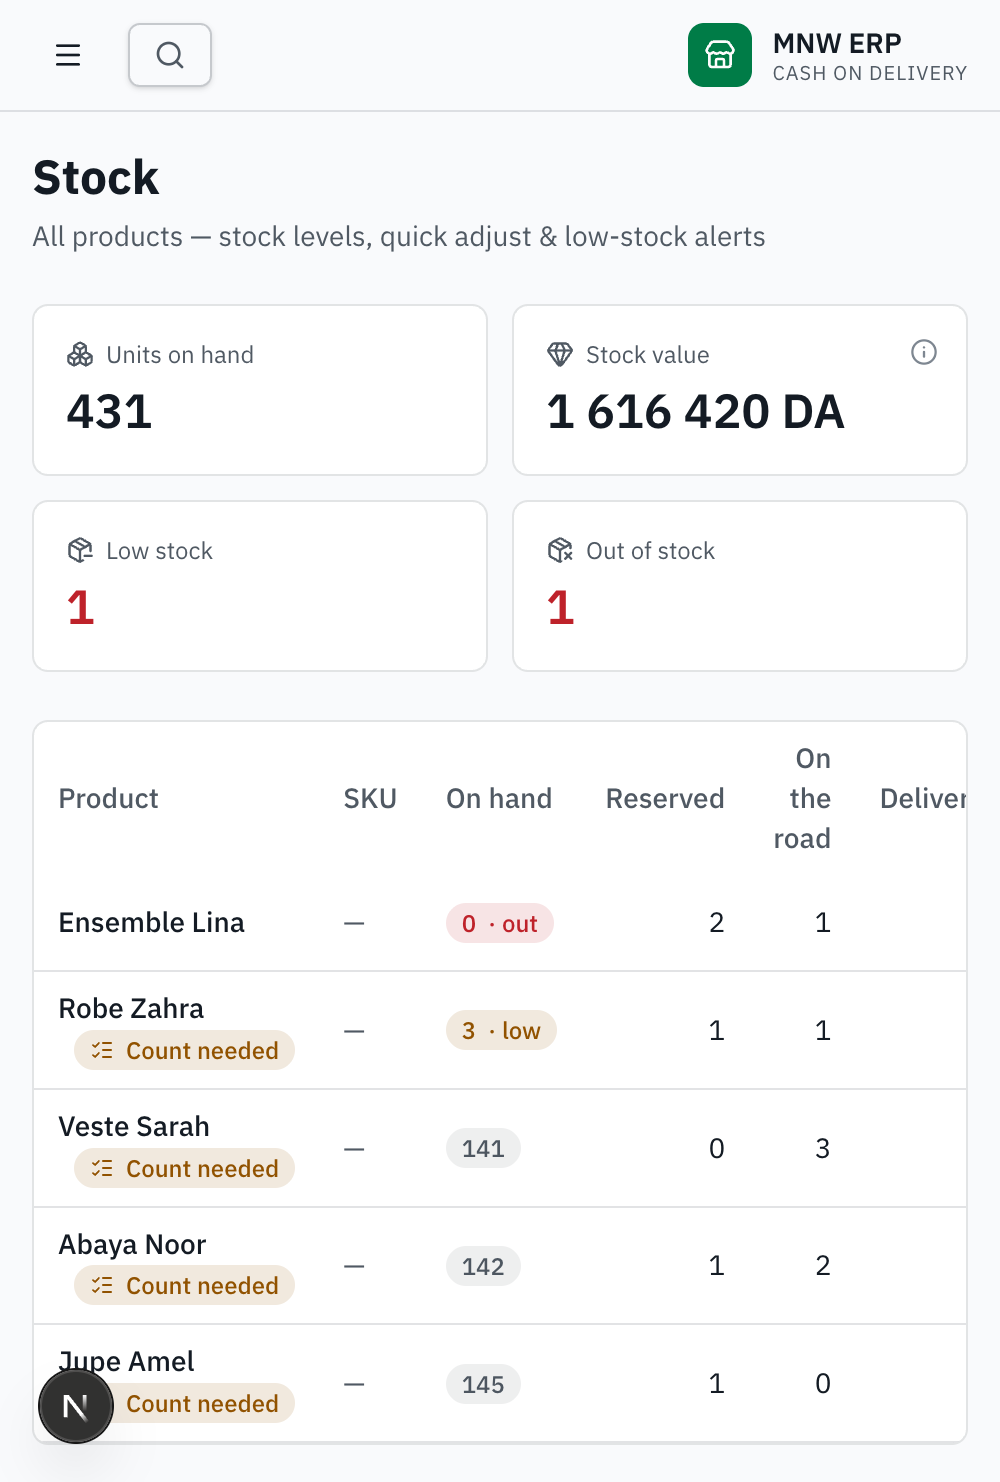 MNW ERP
CASH ON DELIVERY
Stock
All products — stock levels, quick adjust & low-stock alerts
Units on hand
431
Stock value
1 616 420 DA
Low stock
1
Out of stock
1
Product SKU On hand Reserved On the road Deliver
Ensemble Lina — 0 · out 2 1
Robe Zahra
Count needed — 3 · low 1 1
Veste Sarah
Count needed — 141 0 3
Abaya Noor
Count needed — 142 1 2
Jupe Amel
Count needed — 145 1 0
N